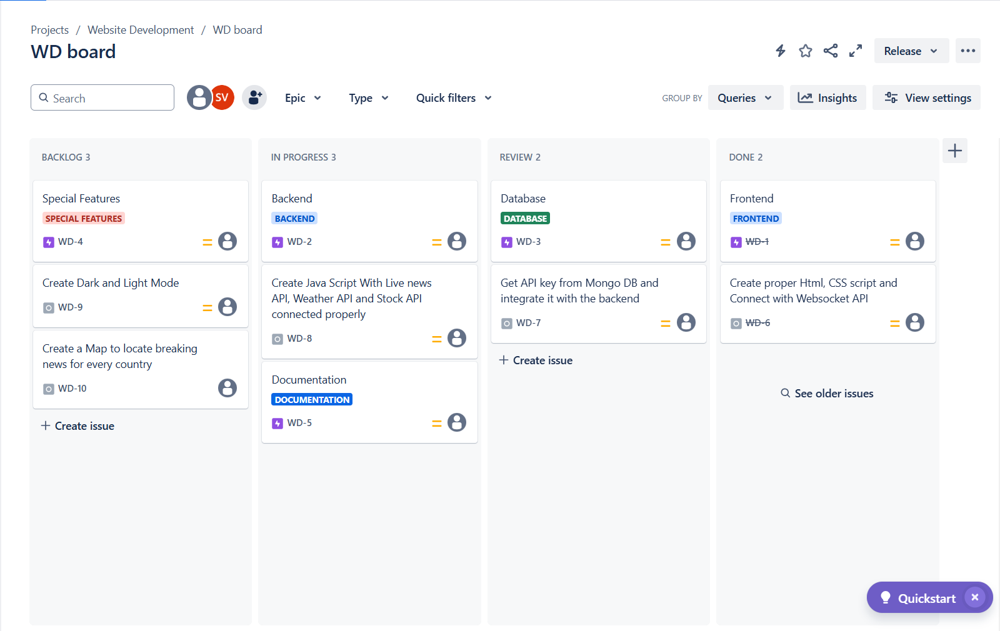 Projects / Website Development / WD board
WD board
Release
Search
SV
Epic
Type
Quick filters
GROUP BY
Queries
Insights
View settings
BACKLOG 3
Special Features
SPECIAL FEATURES
WD-4
Create Dark and Light Mode
WD-9
Create a Map to locate breaking
news for every country
WD-10
+ Create issue
IN PROGRESS 3
Backend
BACKEND
WD-2
Create Java Script With Live news
API, Weather API and Stock API
connected properly
WD-8
Documentation
DOCUMENTATION
WD-5
REVIEW 2
Database
DATABASE
WD-3
Get API key from Mongo DB and
integrate it with the backend
WD-7
+ Create issue
DONE 2
Frontend
FRONTEND
WD-1
Create proper Html, CSS script and
Connect with Websocket API
WD-6
See older issues
Quickstart